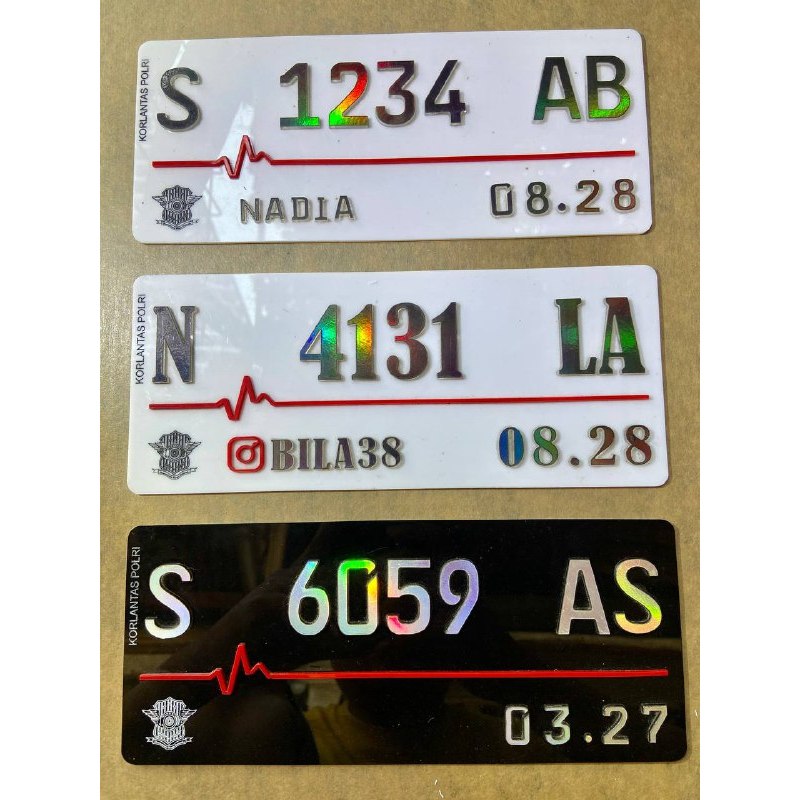 KORLANTAS POLRI
S 1234 AB
NADIA 08.28
KORLANTAS POLRI
N 4131 LA
BILA38 08.28
KORLANTAS POLRI
S 6059 AS
03.27